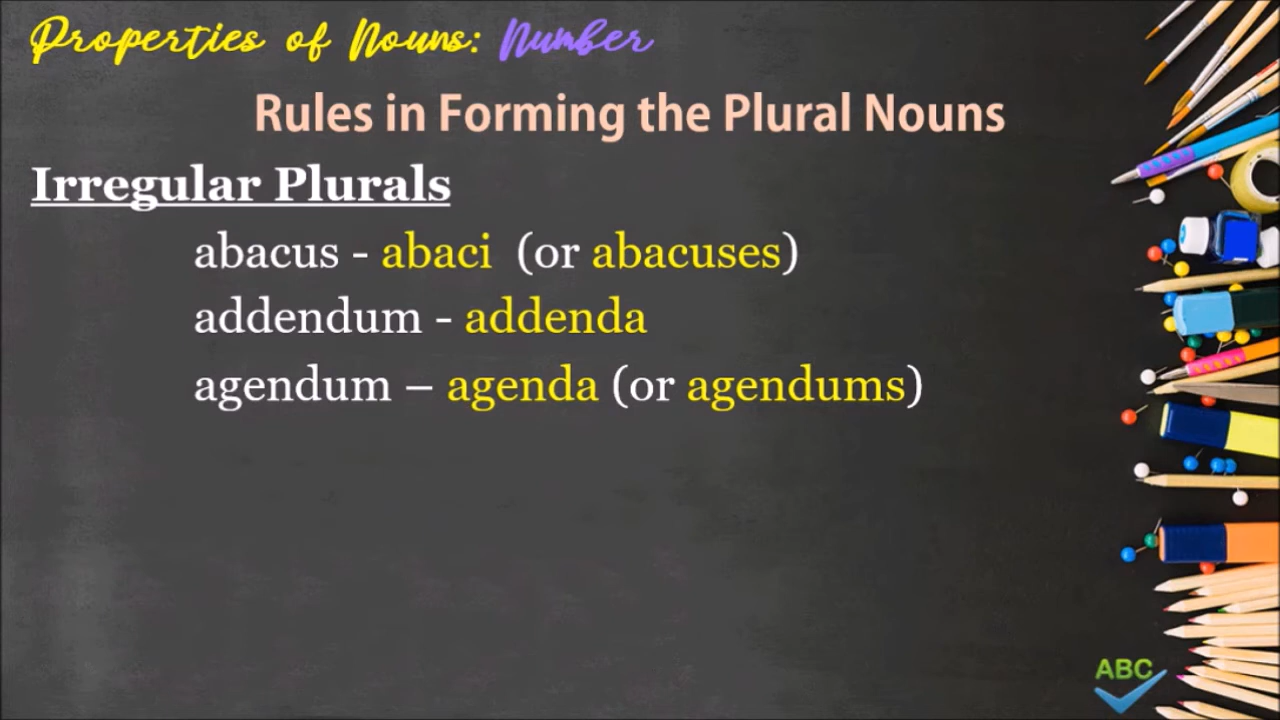 Properties of Nouns: Number
Rules in Forming the Plural Nouns
Irregular Plurals
abacus - abaci (or abacuses)
addendum - addenda
agendum – agenda (or agendums)
ABC